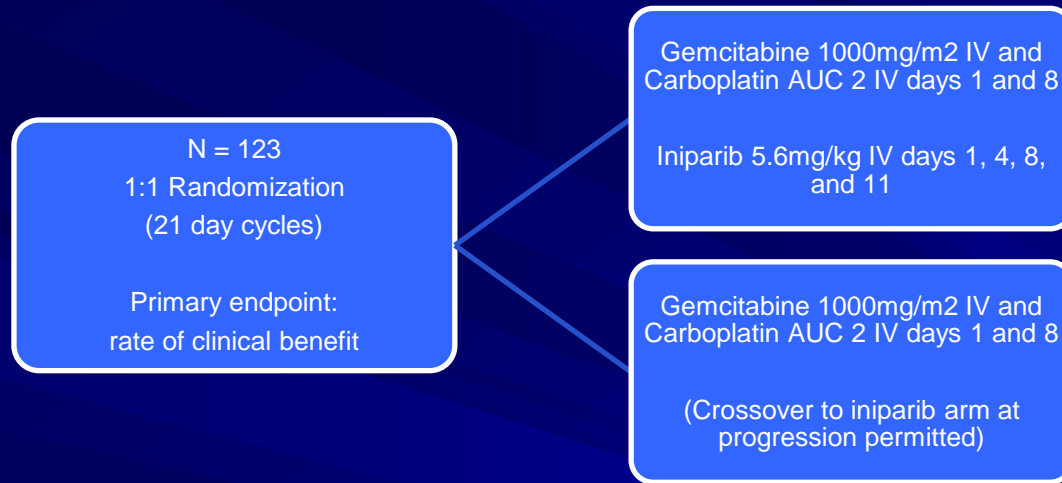 N = 123
1:1 Randomization
(21 day cycles)
Primary endpoint:
rate of clinical benefit
Gemcitabine 1000mg/m2 IV and
Carboplatin AUC 2 IV days 1 and 8
Iniparib 5.6mg/kg IV days 1, 4, 8,
and 11
Gemcitabine 1000mg/m2 IV and
Carboplatin AUC 2 IV days 1 and 8
(Crossover to iniparib arm at
progression permitted)